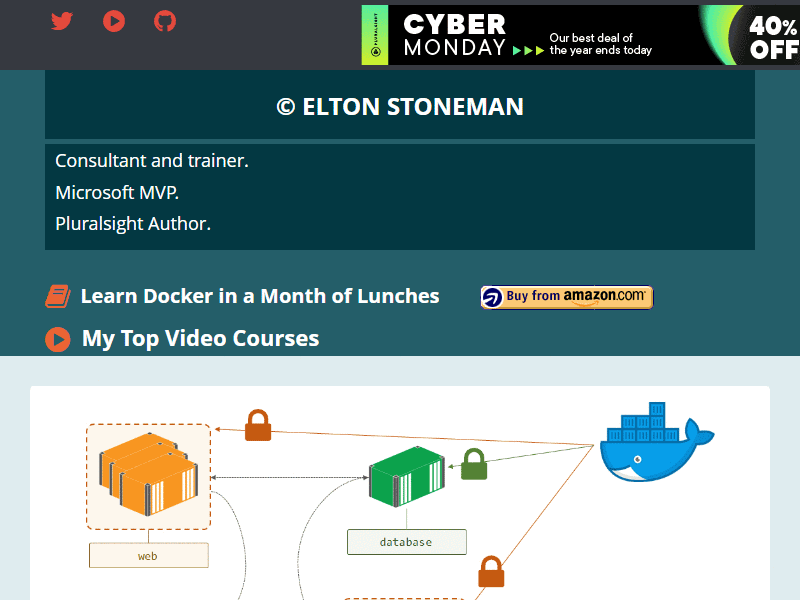 PLURALSIGHT
CYBER
MONDAY
Our best deal of
the year ends today
40%
OFF
© ELTON STONEMAN
Consultant and trainer.
Microsoft MVP.
Pluralsight Author.
Learn Docker in a Month of Lunches
Buy from amazon.com
My Top Video Courses
database
web